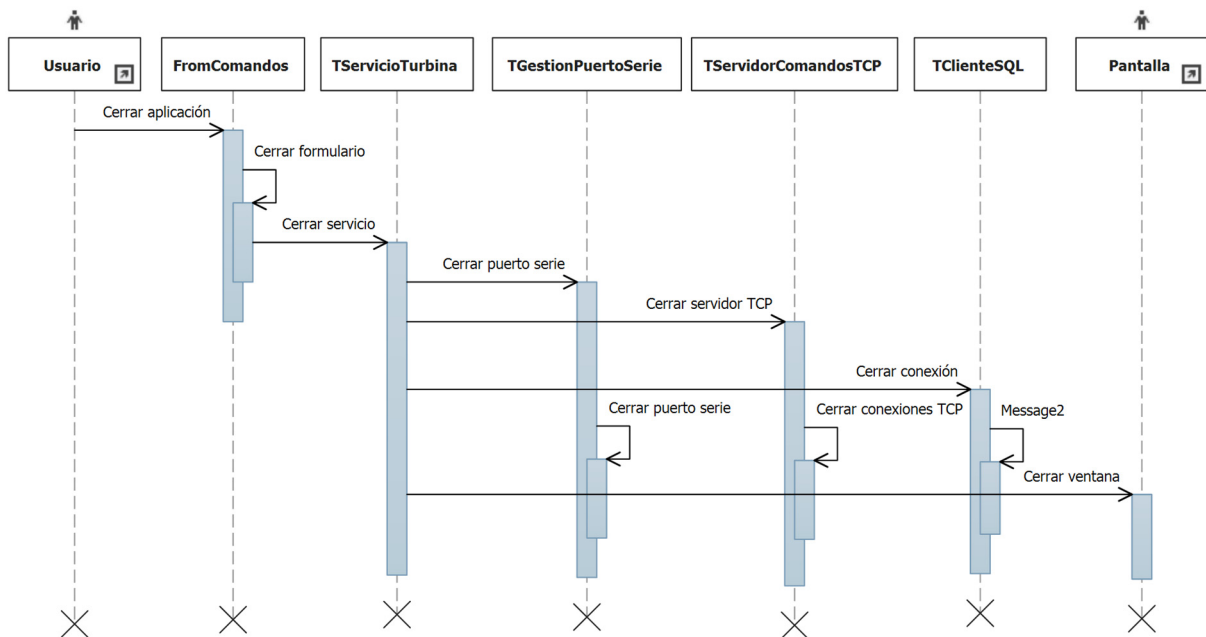 Usuario
FromComandos
TServicioTurbina
TGestionPuertoSerie
TServidorComandosTCP
TClienteSQL
Pantalla
Cerrar aplicación
Cerrar formulario
Cerrar servicio
Cerrar puerto serie
Cerrar servidor TCP
Cerrar conexión
Cerrar puerto serie
Cerrar conexiones TCP
Message2
Cerrar ventana